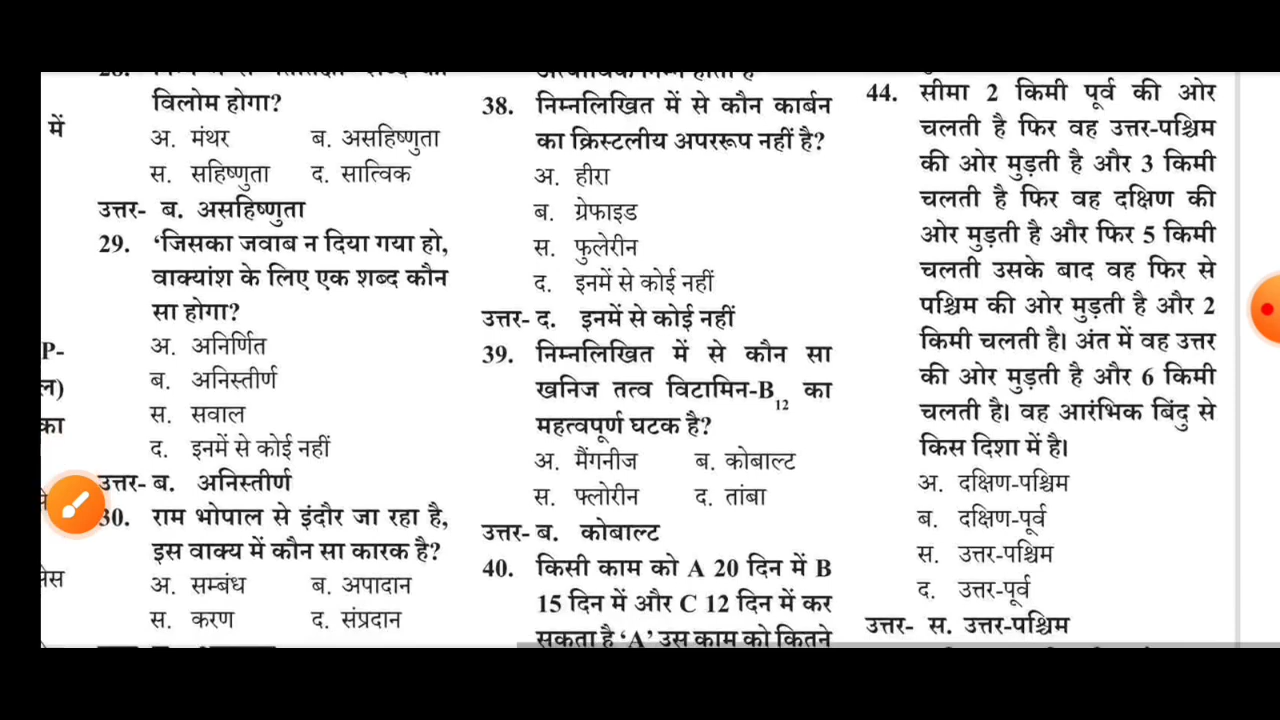 में
P-
ल)
का
विलोम होगा?
अ. मंथर ब. असहिष्णुता
स. सहिष्णुता द. सात्विक
उत्तर- ब. असहिष्णुता
29. ‘जिसका जवाब न दिया गया हो,
वाक्यांश के लिए एक शब्द कौन
सा होगा?
अ. अनिर्णित
ब. अनिस्तीर्ण
स. सवाल
द. इनमें से कोई नहीं
उत्तर- ब. अनिस्तीर्ण
30. राम भोपाल से इंदौर जा रहा है,
इस वाक्य में कौन सा कारक है?
अ. सम्बंध ब. अपादान
स. करण द. संप्रदान
38. निम्नलिखित में से कौन कार्बन
का क्रिस्टलीय अपररूप नहीं है?
अ. हीरा
ब. ग्रेफाइड
स. फुलेरीन
द. इनमें से कोई नहीं
उत्तर- द. इनमें से कोई नहीं
39. निम्नलिखित में से कौन सा
खनिज तत्व विटामिन-B12 का
महत्वपूर्ण घटक है?
अ. मैंगनीज ब. कोबाल्ट
स. फ्लोरीन द. तांबा
उत्तर- ब. कोबाल्ट
40. किसी काम को A 20 दिन में B
15 दिन में और C 12 दिन में कर
सकता है ‘A’ उस काम को कितने
44. सीमा 2 किमी पूर्व की ओर
चलती है फिर वह उत्तर-पश्चिम
की ओर मुड़ती है और 3 किमी
चलती है फिर वह दक्षिण की
ओर मुड़ती है और फिर 5 किमी
चलती उसके बाद वह फिर से
पश्चिम की ओर मुड़ती है और 2
किमी चलती है। अंत में वह उत्तर
की ओर मुड़ती है और 6 किमी
चलती है। वह आरंभिक बिंदु से
किस दिशा में है।
अ. दक्षिण-पश्चिम
ब. दक्षिण-पूर्व
स. उत्तर-पश्चिम
द. उत्तर-पूर्व
उत्तर- स. उत्तर-पश्चिम